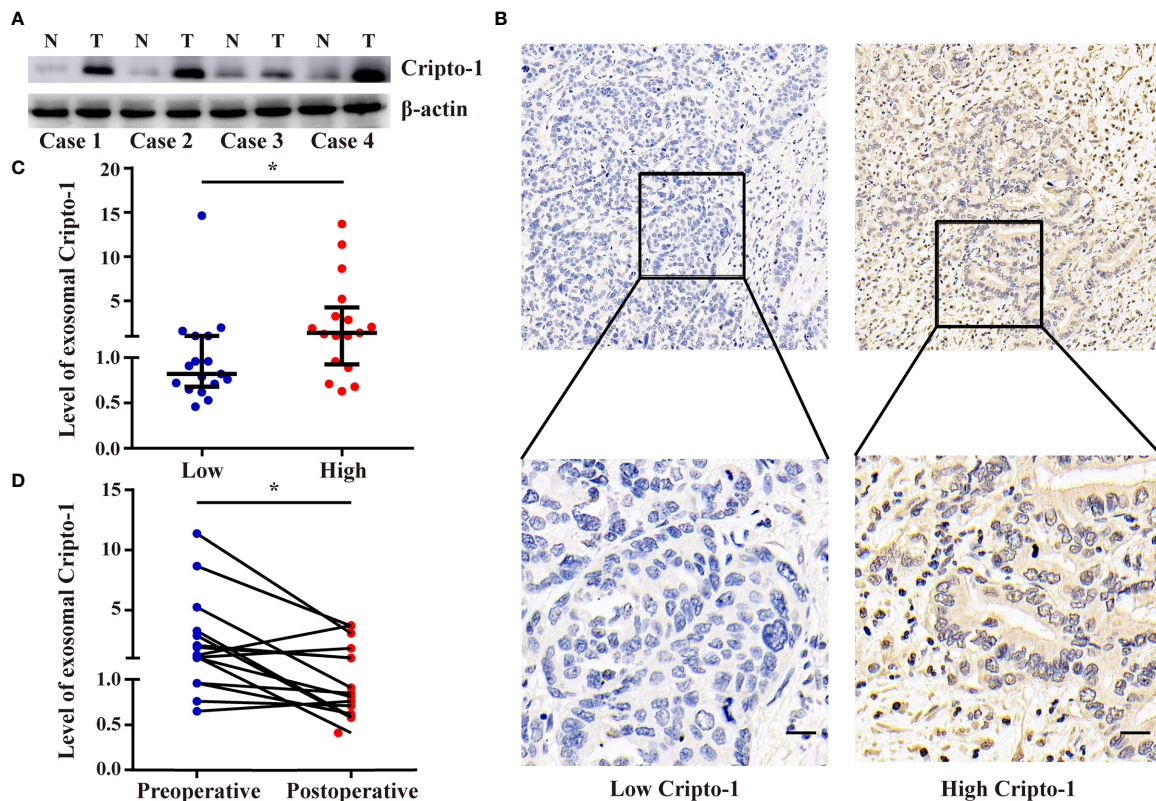 A
N T N T N T N T
Cripto-1
β-actin
Case 1 Case 2 Case 3 Case 4
B
Low Cripto-1
High Cripto-1
C
Level of exosomal Cripto-1
20
15
10
5
1.0
0.5
0.0
*
Low High
D
Level of exosomal Cripto-1
15
10
5
1.0
0.5
0.0
*
Preoperative Postoperative